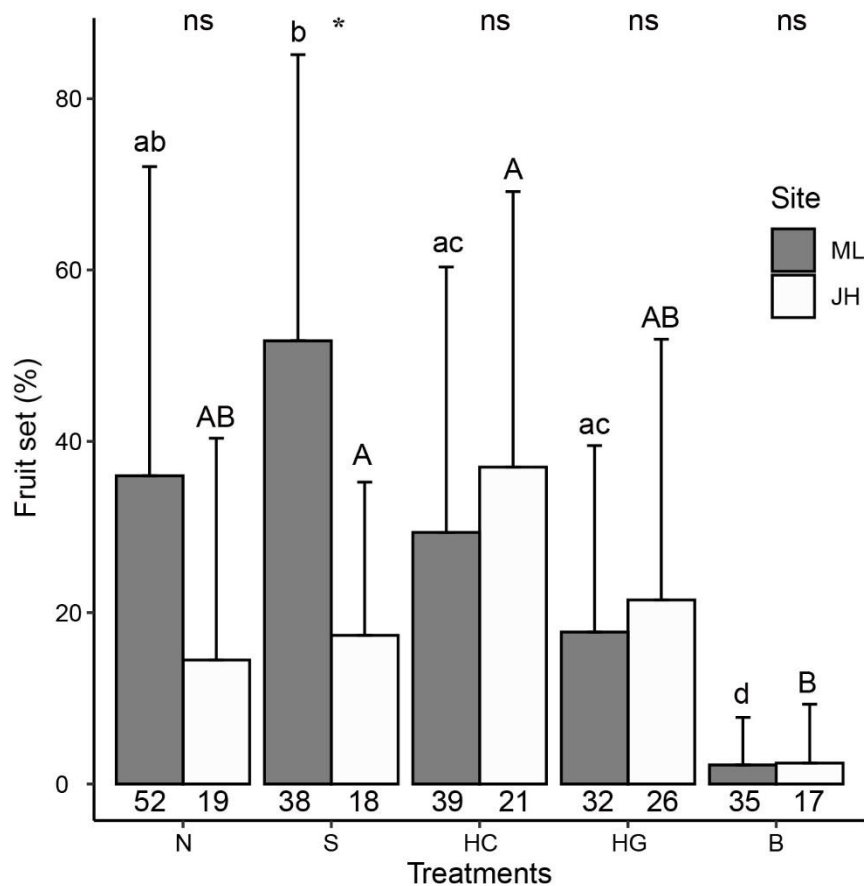 ns * ns ns ns
b
80
ab
A
Site
60
ac
ML
JH
AB
Fruit set (%)
40
AB
ac
A
20
d
B
0
52 19 38 18 39 21 32 26 35 17
N S HC HG B
Treatments